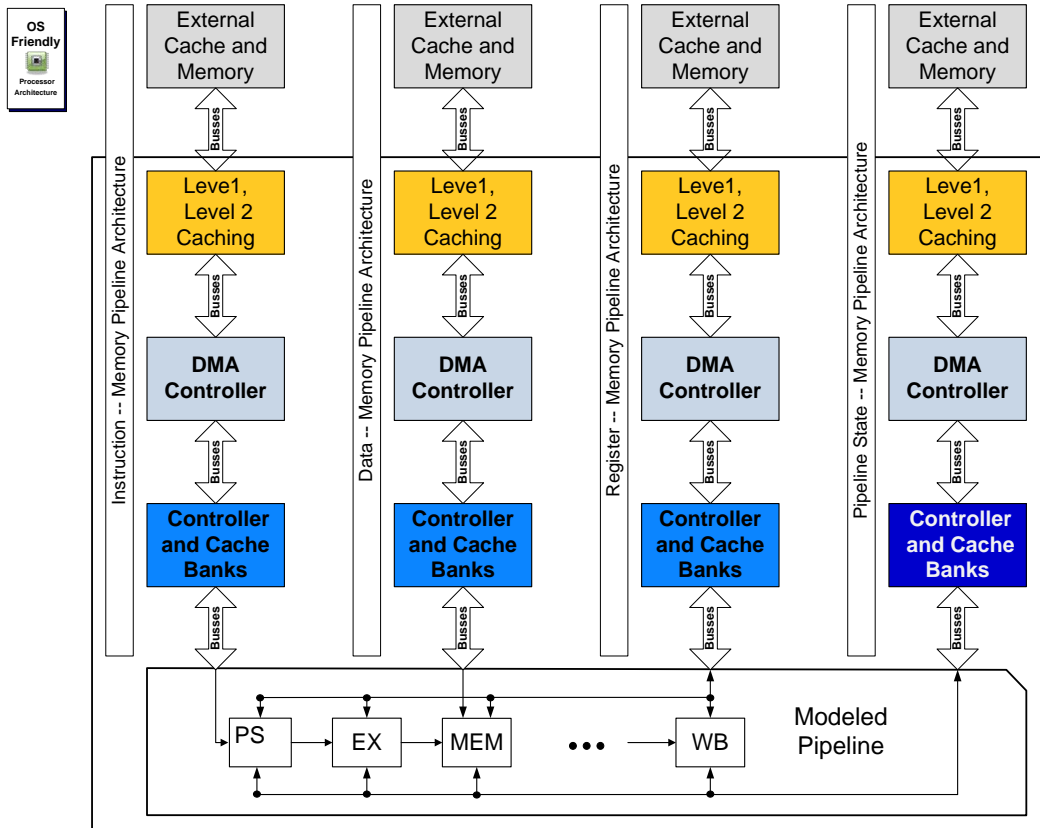 OS
Friendly
Processor
Architecture
External
Cache and
Memory
External
Cache and
Memory
External
Cache and
Memory
External
Cache and
Memory
Busses
Busses
Busses
Busses
Instruction -- Memory Pipeline Architecture
Data -- Memory Pipeline Architecture
Register -- Memory Pipeline Architecture
Pipeline State -- Memory Pipeline Architecture
Leve1,
Level 2
Caching
Leve1,
Level 2
Caching
Leve1,
Level 2
Caching
Leve1,
Level 2
Caching
Busses
Busses
Busses
Busses
DMA
Controller
DMA
Controller
DMA
Controller
DMA
Controller
Busses
Busses
Busses
Busses
Controller
and Cache
Banks
Controller
and Cache
Banks
Controller
and Cache
Banks
Controller
and Cache
Banks
Busses
Busses
Busses
Busses
PS
EX
MEM
•••
WB
Modeled
Pipeline